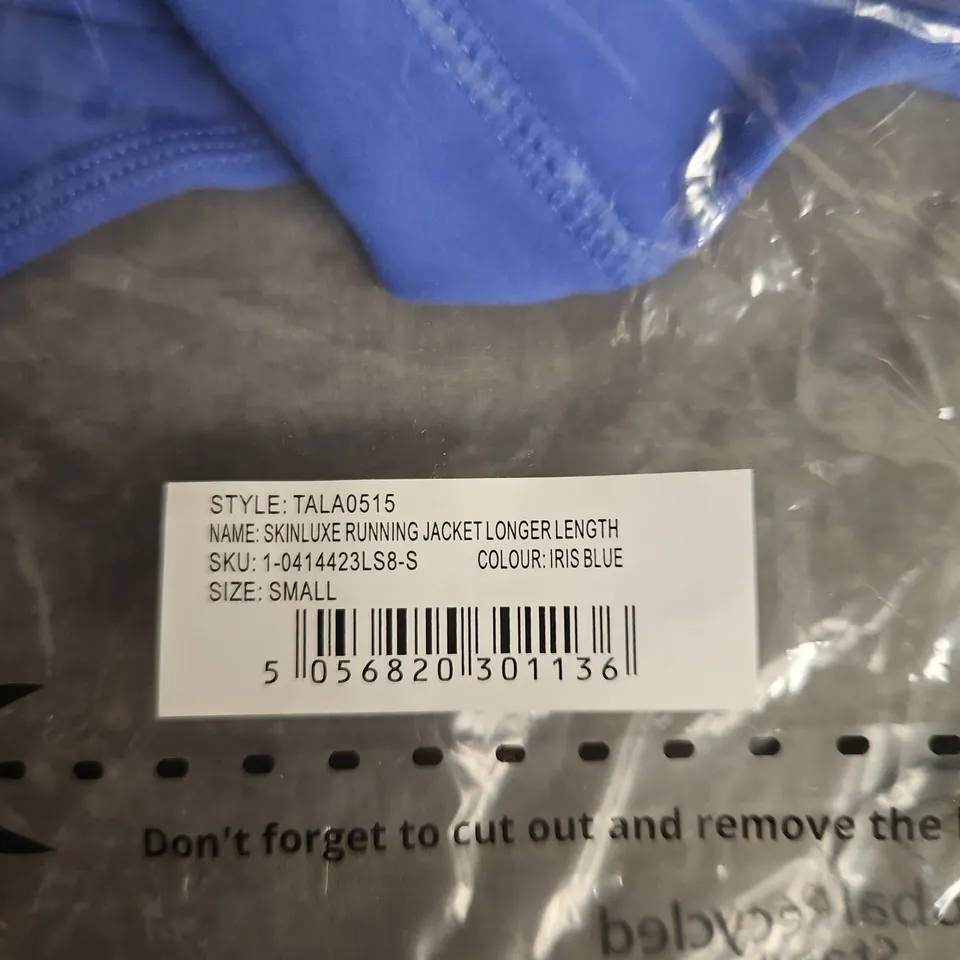 STYLE: TALA0515
NAME: SKINLUXE RUNNING JACKET LONGER LENGTH
SKU: 1-0414423LS8-S COLOUR: IRIS BLUE
SIZE: SMALL
5 056820 301136
Don't forget to cut out and remove the